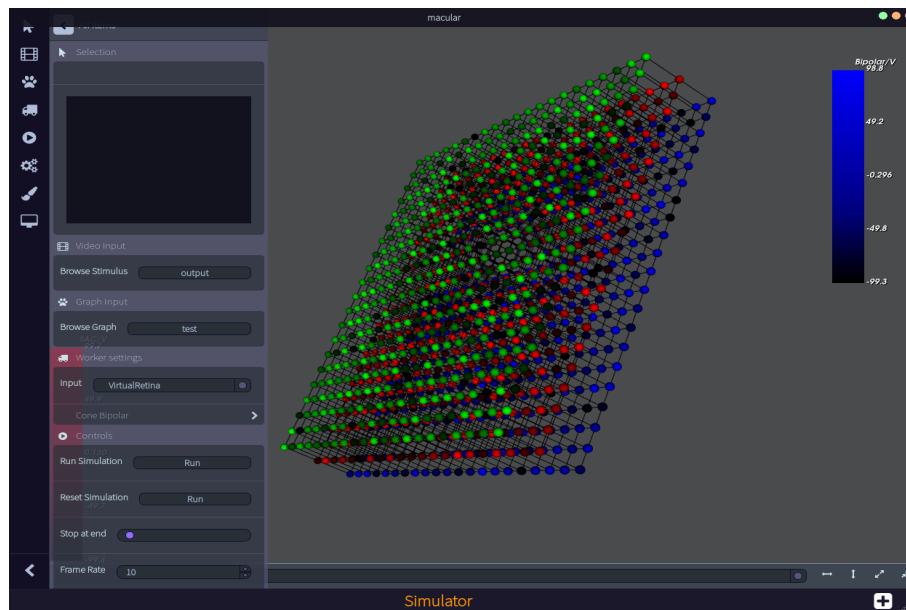 macular
All Items
Selection
Video Input
Browse Stimulus output
Graph Input
Browse Graph test
Worker settings
Input VirtualRetina
Cone Bipolar
Controls
Run Simulation Run
Reset Simulation Run
Stop at end
Frame Rate 10
Bipolar/V
98.8
49.2
-0.296
-49.8
-99.3
Simulator